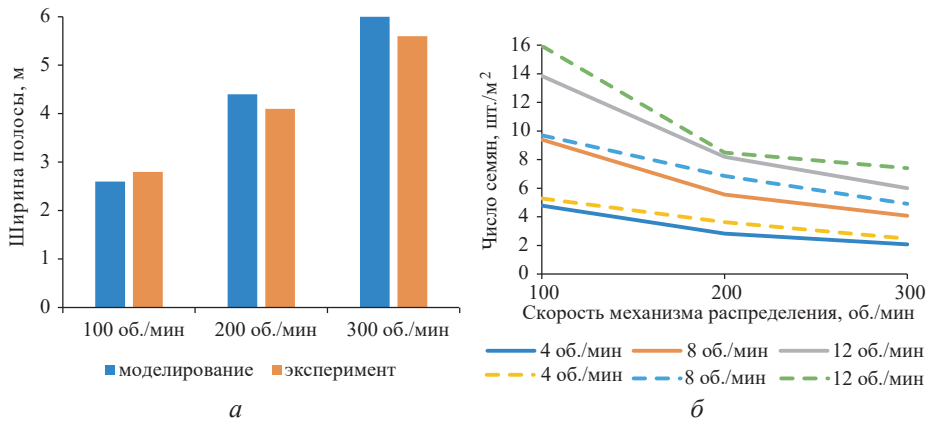 Ширина полосы, м
6
5
4
3
2
1
0
100 об./мин 200 об./мин 300 об./мин
моделирование эксперимент
а
Число семян, шт./м²
16
14
12
10
8
6
4
2
0
100 200 300
Скорость механизма распределения, об./мин
4 об./мин 8 об./мин 12 об./мин
4 об./мин 8 об./мин 12 об./мин
б